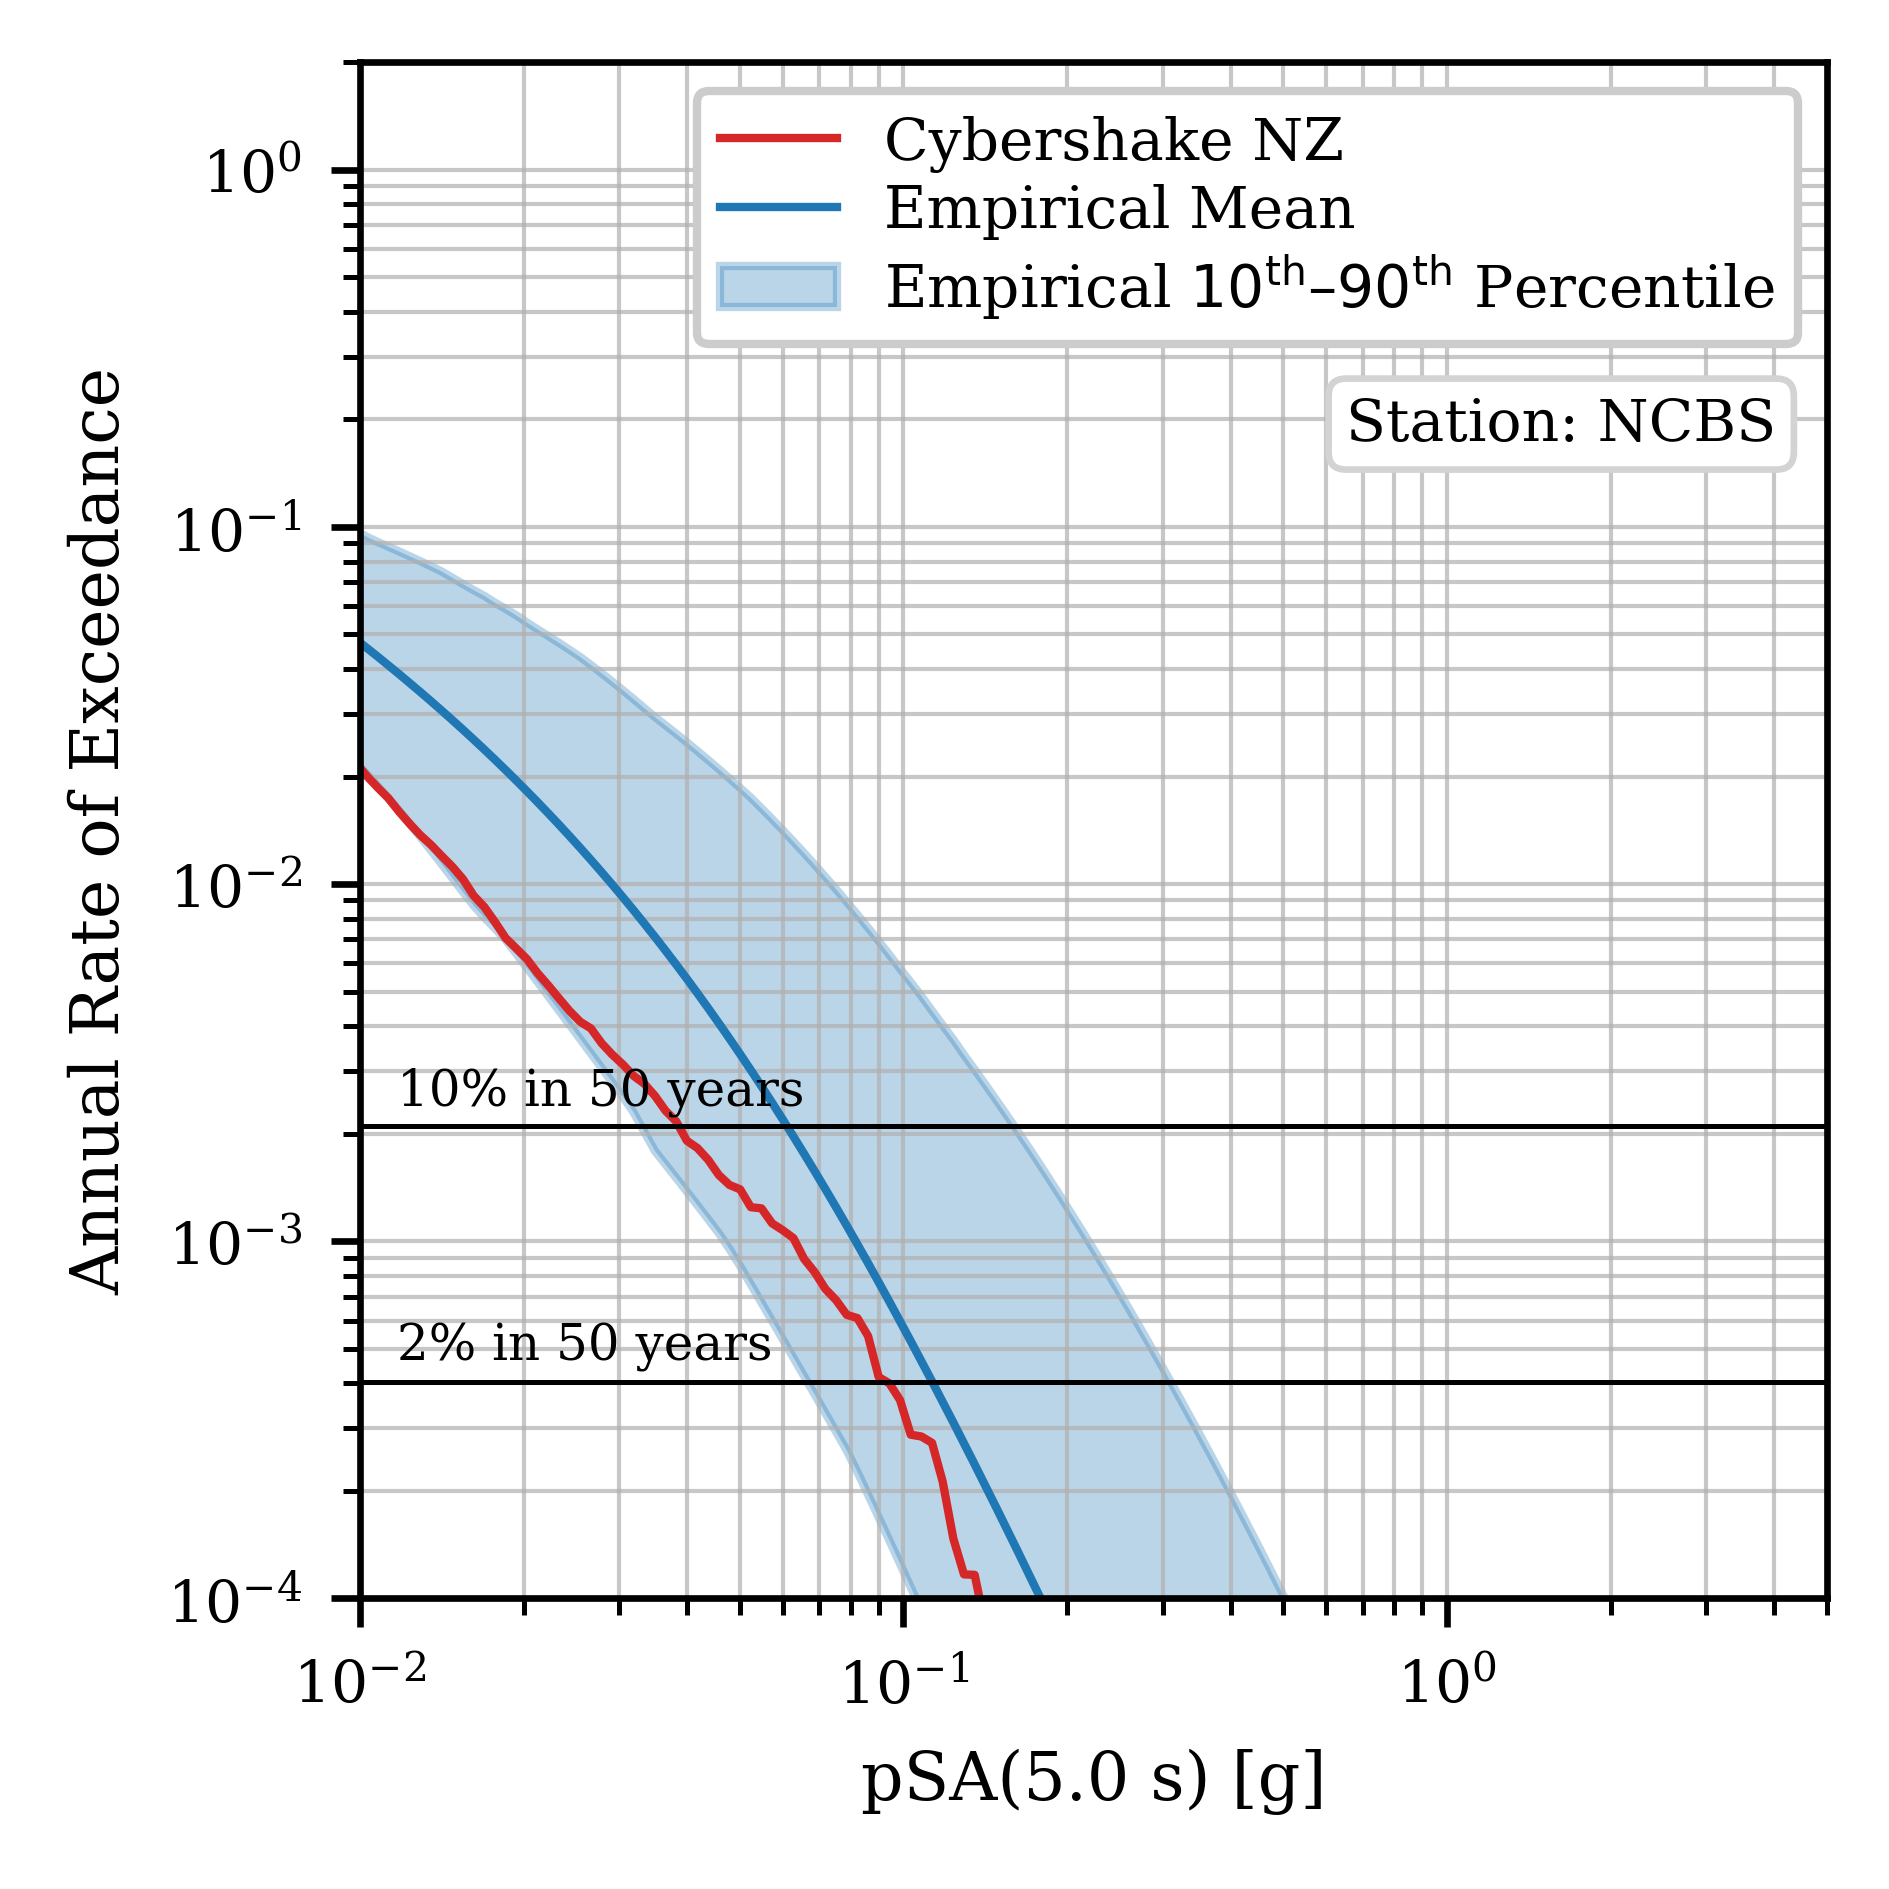 Cybershake NZ
Empirical Mean
Empirical 10ᵗʰ–90ᵗʰ Percentile
Station: NCBS
10⁰
10⁻¹
10⁻²
10⁻³
10⁻⁴
Annual Rate of Exceedance
10% in 50 years
2% in 50 years
10⁻²
10⁻¹
10⁰
pSA(5.0 s) [g]